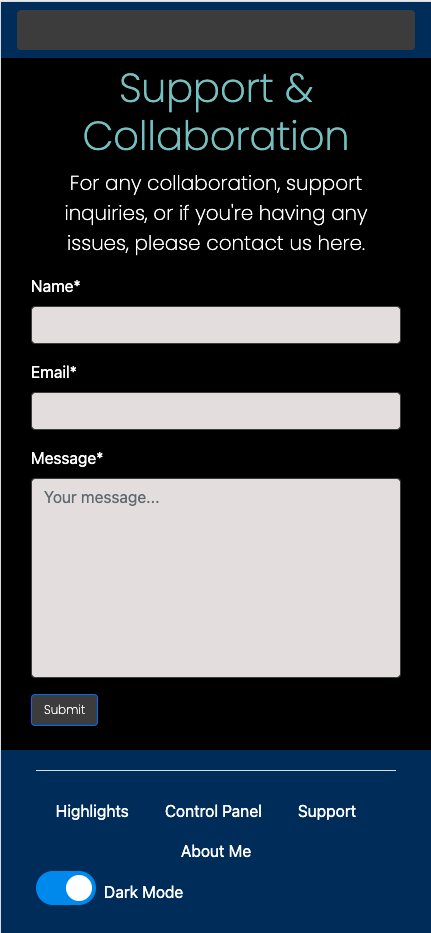 Support &
Collaboration
For any collaboration, support
inquiries, or if you're having any
issues, please contact us here.
Name*
Email*
Message*
Your message...
Submit
Highlights Control Panel Support
About Me
Dark Mode